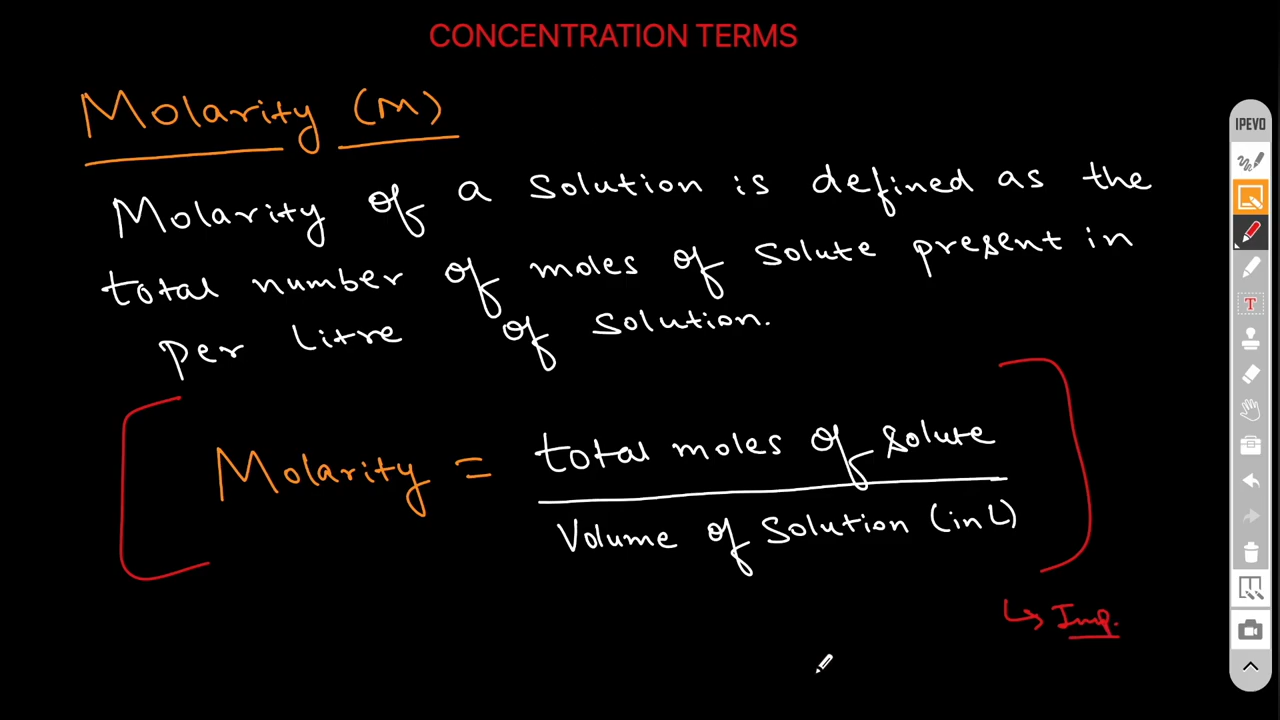 CONCENTRATION TERMS
Molarity (M)
Molarity of a solution is defined as the
total number of moles of solute present in
per litre of solution.
Molarity = total moles of solute
Volume of solution (in L)
↳ Imp.
IPEVO
T